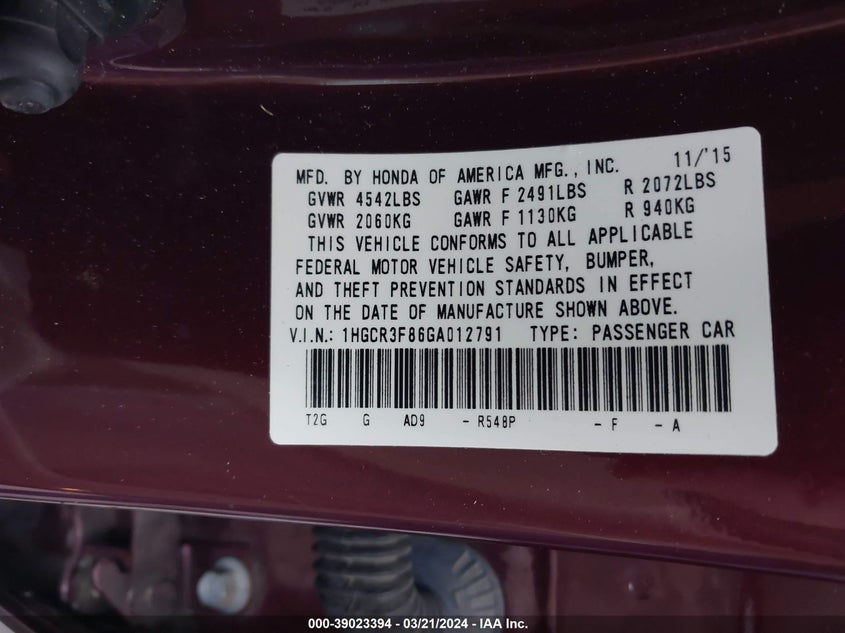 MFD. BY HONDA OF AMERICA MFG., INC. 11/'15
GVWR 4542LBS GAWR F 2491LBS R 2072LBS
GVWR 2060KG GAWR F 1130KG R 940KG
THIS VEHICLE CONFORMS TO ALL APPLICABLE
FEDERAL MOTOR VEHICLE SAFETY, BUMPER,
AND THEFT PREVENTION STANDARDS IN EFFECT
ON THE DATE OF MANUFACTURE SHOWN ABOVE.
V.I.N.: 1HGCR3F86GA012791 TYPE: PASSENGER CAR
T2G G AD9 - R548P - F - A
000-39023394 - 03/21/2024 - IAA Inc.